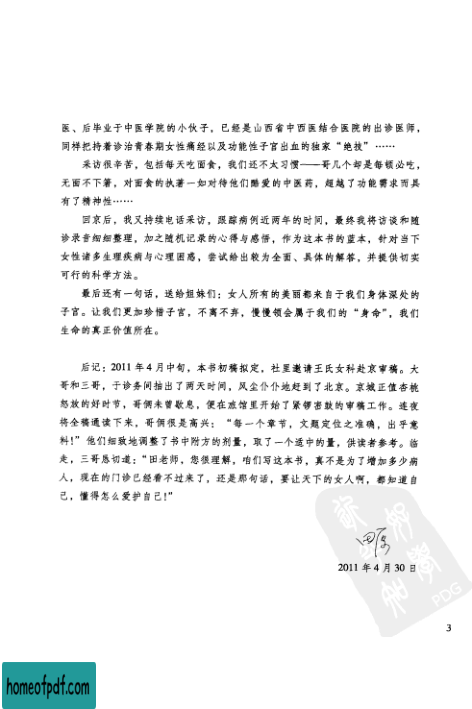 医、后毕业于中医学院的小伙子，已经是山西省中西医结合医院的出诊医师，
同样把持着诊治青春期女性痛经以及功能性子宫出血的独家“绝技”……
采访很辛苦，包括每天吃面食，我们还不太习惯——哥几个却是每顿必吃，
无面不下箸，对面食的执著一如对待他们酷爱的中医药，超越了功能需求而具
有了精神性……
回京后，我又持续电话采访，跟踪病例近两年的时间，最终我将访谈和随
诊录音细细整理，加之随机记录的心得与感悟，作为这本书的蓝本，针对当下
女性诸多生理疾病与心理困惑，尝试给出较为全面、具体的解答，并提供切实
可行的科学方法。
最后还有一句话，送给姐妹们：女人所有的美丽都来自于我们身体深处的
子宫。让我们更加珍惜子宫，不离不弃，慢慢领会属于我们的“身命”，我们
生命的真正价值所在。
后记：2011 年 4 月中旬，本书初稿拟定，社里邀请王氏女科赴京审稿。大
哥和三哥，于诊务间抽出了两天时间，风尘仆仆地赶到了北京。京城正值杏桃
怒放的好时节，哥俩未曾歇息，便在旅馆里开始了紧锣密鼓的审稿工作。连夜
将全稿通读下来，哥俩很是高兴：“每一个章节，文题定位之准确，出乎意
料！”他们细致地调整了书中附方的剂量，取了一个适中的量，供读者参考。临
走，三哥恳切道：“田老师，您很理解，咱们写这本书，真不是为了增加多少病
人，现在的门诊已经看不过来了，还是那句话，要让天下的女人啊，都知道自
己，懂得怎么爱护自己！”
2011 年 4 月 30 日
PDG
3
homeofpdf.com